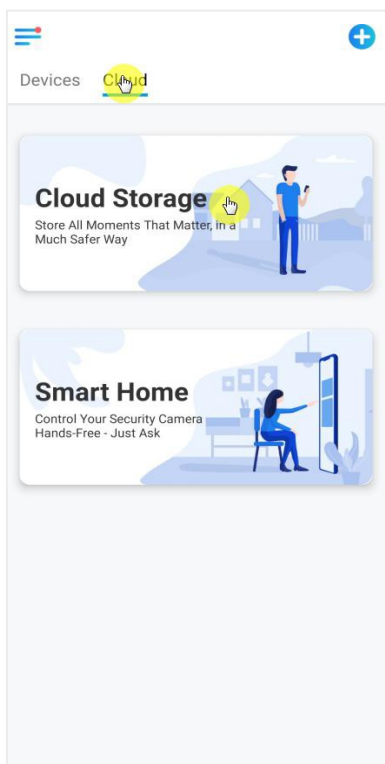 Devices Cloud
Cloud Storage
Store All Moments That Matter, in a
Much Safer Way
Smart Home
Control Your Security Camera
Hands-Free - Just Ask